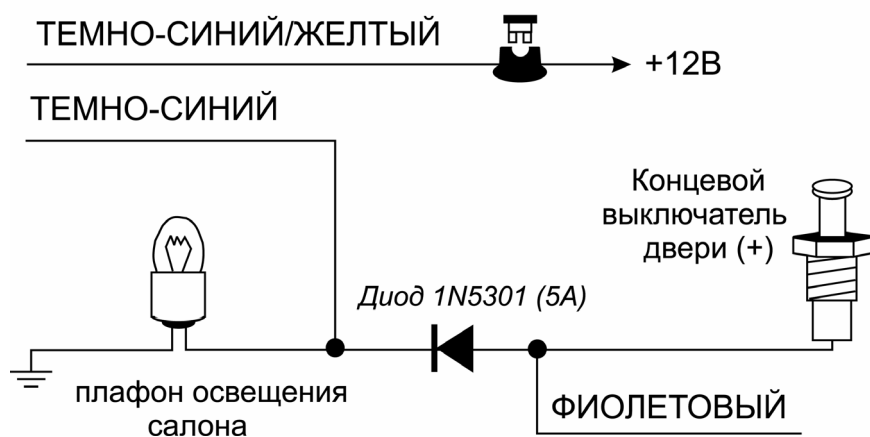 ТЕМНО-СИНИЙ/ЖЕЛТЫЙ
+12В
ТЕМНО-СИНИЙ
Концевой
выключатель
двери (+)
Диод 1N5301 (5А)
плафон освещения
салона
ФИОЛЕТОВЫЙ